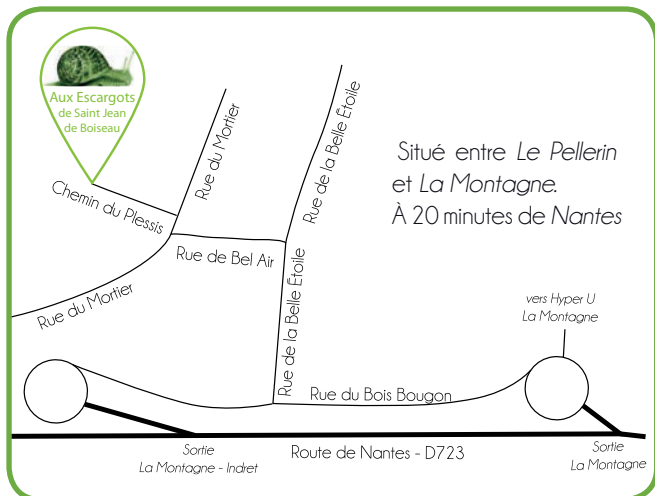 Aux Escargots
de Saint Jean
de Boiseau
Chemin du Plessis
Rue du Mortier
Rue de la Belle Étoile
Situé entre Le Pellerin
et La Montagne.
À 20 minutes de Nantes
Rue de Bel Air
Rue du Mortier
Rue de la Belle Étoile
vers Hyper U
La Montagne
Rue du Bois Bougon
Sortie
La Montagne - Indret
Route de Nantes - D723
Sortie
La Montagne